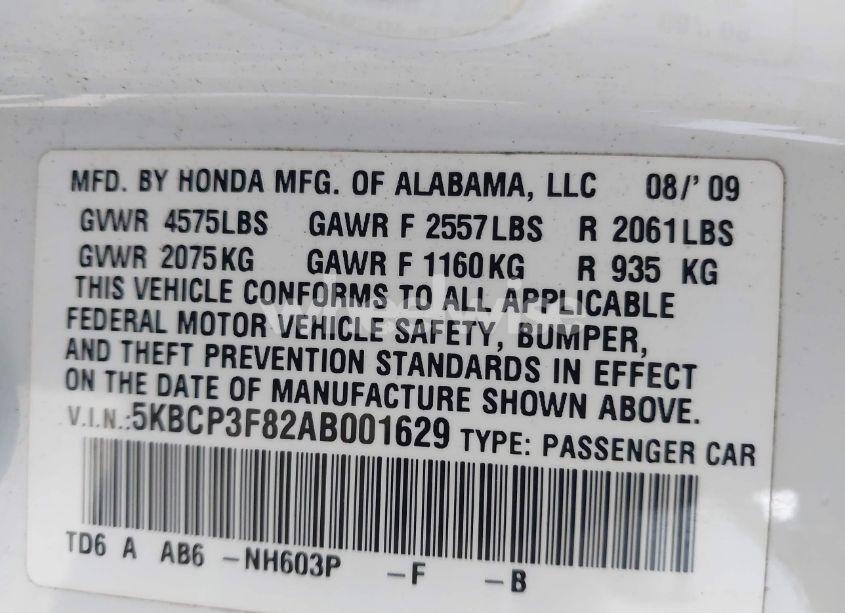 MFD. BY HONDA MFG. OF ALABAMA, LLC 08/'09
GVWR 4575LBS GAWR F 2557LBS R 2061LBS
GVWR 2075KG GAWR F 1160KG R 935 KG
THIS VEHICLE CONFORMS TO ALL APPLICABLE
FEDERAL MOTOR VEHICLE SAFETY, BUMPER,
AND THEFT PREVENTION STANDARDS IN EFFECT
ON THE DATE OF MANUFACTURE SHOWN ABOVE.
V.I.N.:5KBCP3F82AB001629 TYPE: PASSENGER CAR
TD6 A AB6 -NH603P -F -B
wheelwise